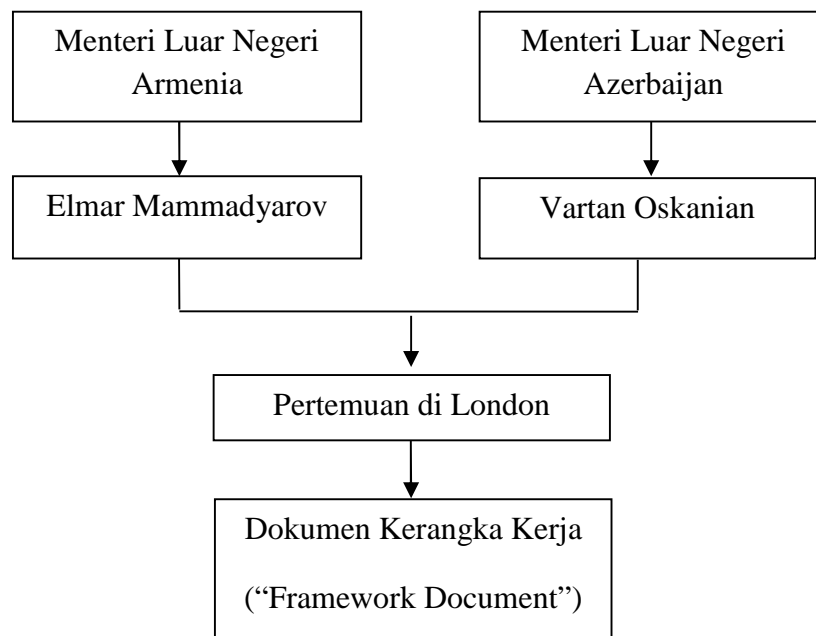 Menteri Luar Negeri
Armenia
Menteri Luar Negeri
Azerbaijan
Elmar Mammadyarov
Vartan Oskanian
Pertemuan di London
Dokumen Kerangka Kerja
(“Framework Document”)